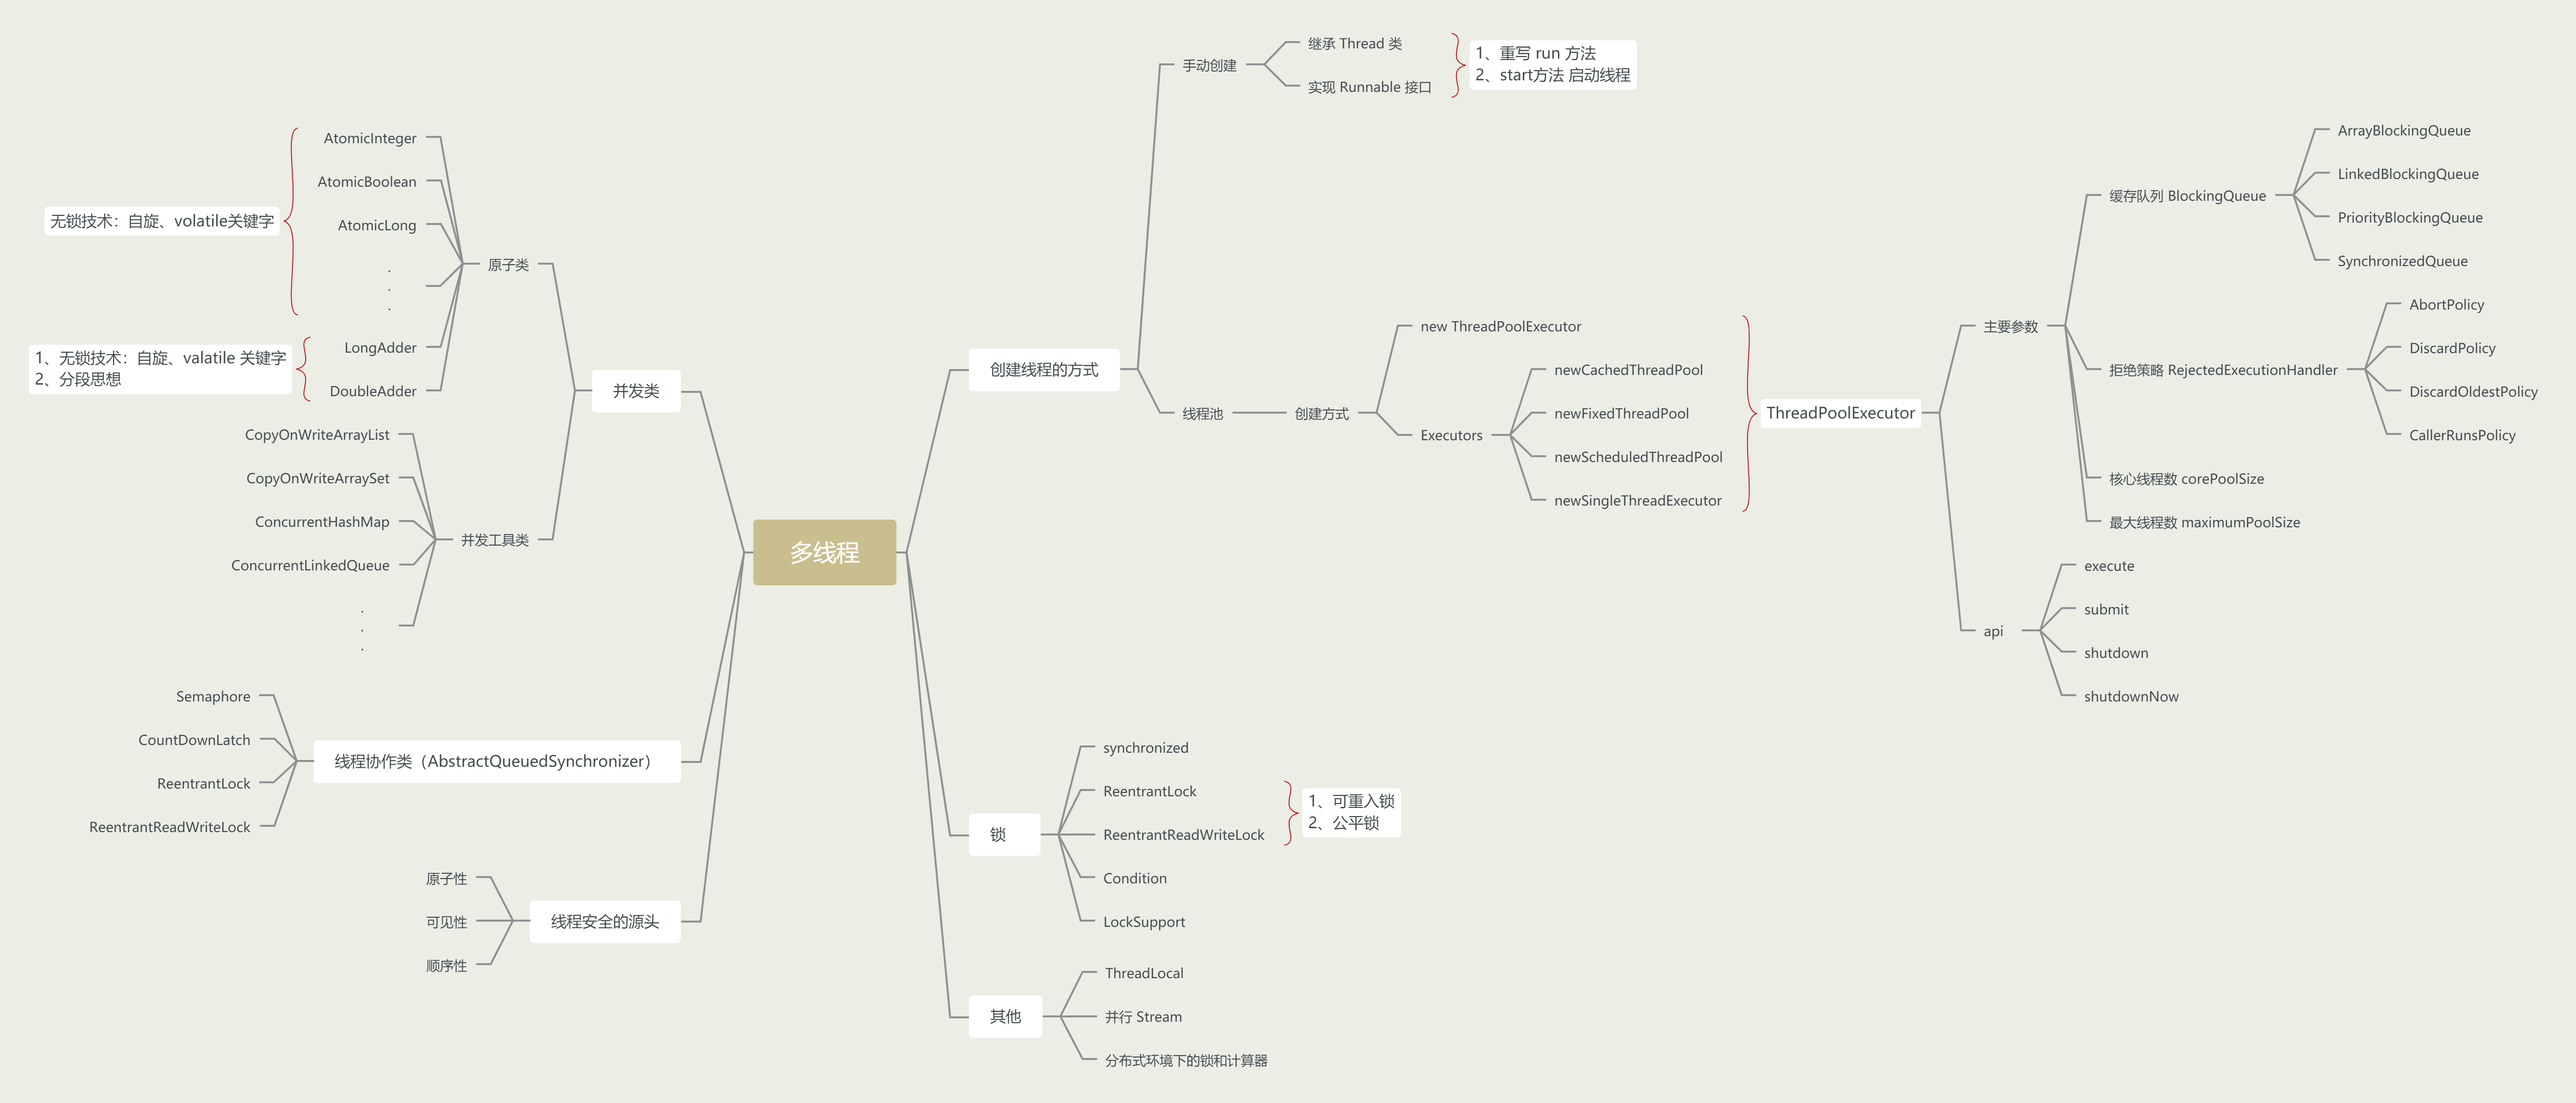 多线程
创建线程的方式
手动创建
继承 Thread 类
实现 Runnable 接口
1、重写 run 方法
2、start方法 启动线程
线程池
创建方式
new ThreadPoolExecutor
Executors
newCachedThreadPool
newFixedThreadPool
newScheduledThreadPool
newSingleThreadExecutor
ThreadPoolExecutor
主要参数
缓存队列 BlockingQueue
ArrayBlockingQueue
LinkedBlockingQueue
PriorityBlockingQueue
SynchronizedQueue
拒绝策略 RejectedExecutionHandler
AbortPolicy
DiscardPolicy
DiscardOldestPolicy
CallerRunsPolicy
核心线程数 corePoolSize
最大线程数 maximumPoolSize
api
execute
submit
shutdown
shutdownNow
锁
synchronized
ReentrantLock
ReentrantReadWriteLock
1、可重入锁
2、公平锁
Condition
LockSupport
其他
ThreadLocal
并行 Stream
分布式环境下的锁和计算器
并发类
原子类
AtomicInteger
AtomicBoolean
AtomicLong
.
.
.
无锁技术：自旋、volatile关键字
LongAdder
DoubleAdder
1、无锁技术：自旋、valatile 关键字
2、分段思想
并发工具类
CopyOnWriteArrayList
CopyOnWriteArraySet
ConcurrentHashMap
ConcurrentLinkedQueue
.
.
.
线程协作类（AbstractQueuedSynchronizer）
Semaphore
CountDownLatch
ReentrantLock
ReentrantReadWriteLock
线程安全的源头
原子性
可见性
顺序性